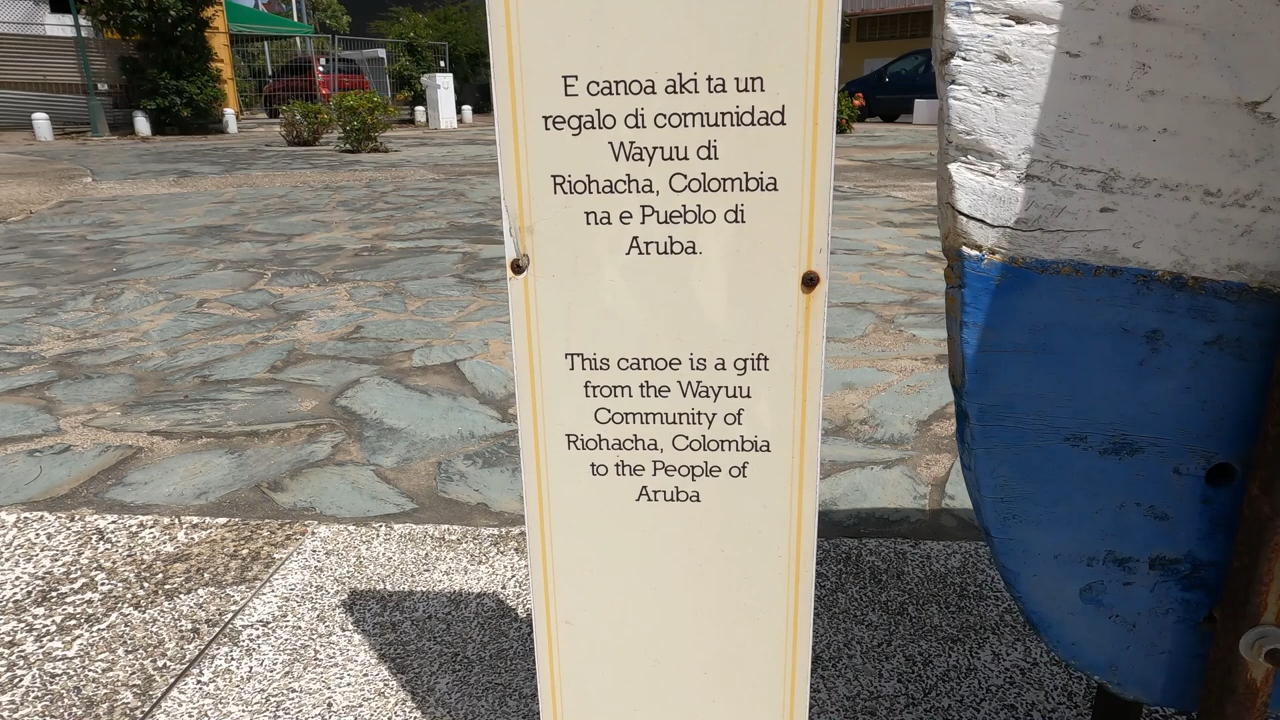 E canoa aki ta un
regalo di comunidad
Wayuu di
Riohacha, Colombia
na e Pueblo di
Aruba.
This canoe is a gift
from the Wayuu
Community of
Riohacha, Colombia
to the People of
Aruba